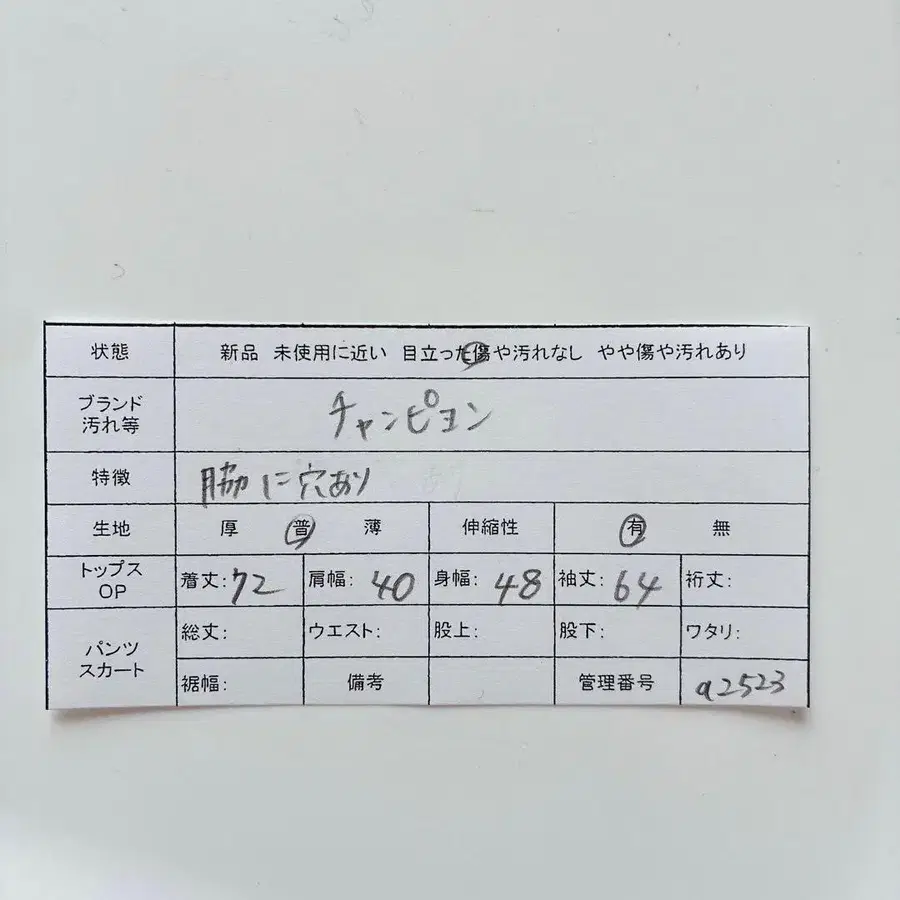 状態 新品 未使用に近い 目立った傷や汚れなし やや傷や汚れあり
ブランド
汚れ等 チャンピヨン
特徴 脇に穴あり
生地 厚 普 薄 伸縮性 有 無
トップス
OP 着丈:72 肩幅:40 身幅:48 袖丈:64 裄丈:
パンツ
スカート 総丈: ウエスト: 股上: 股下: ワタリ:
裾幅: 備考 管理番号 a2523